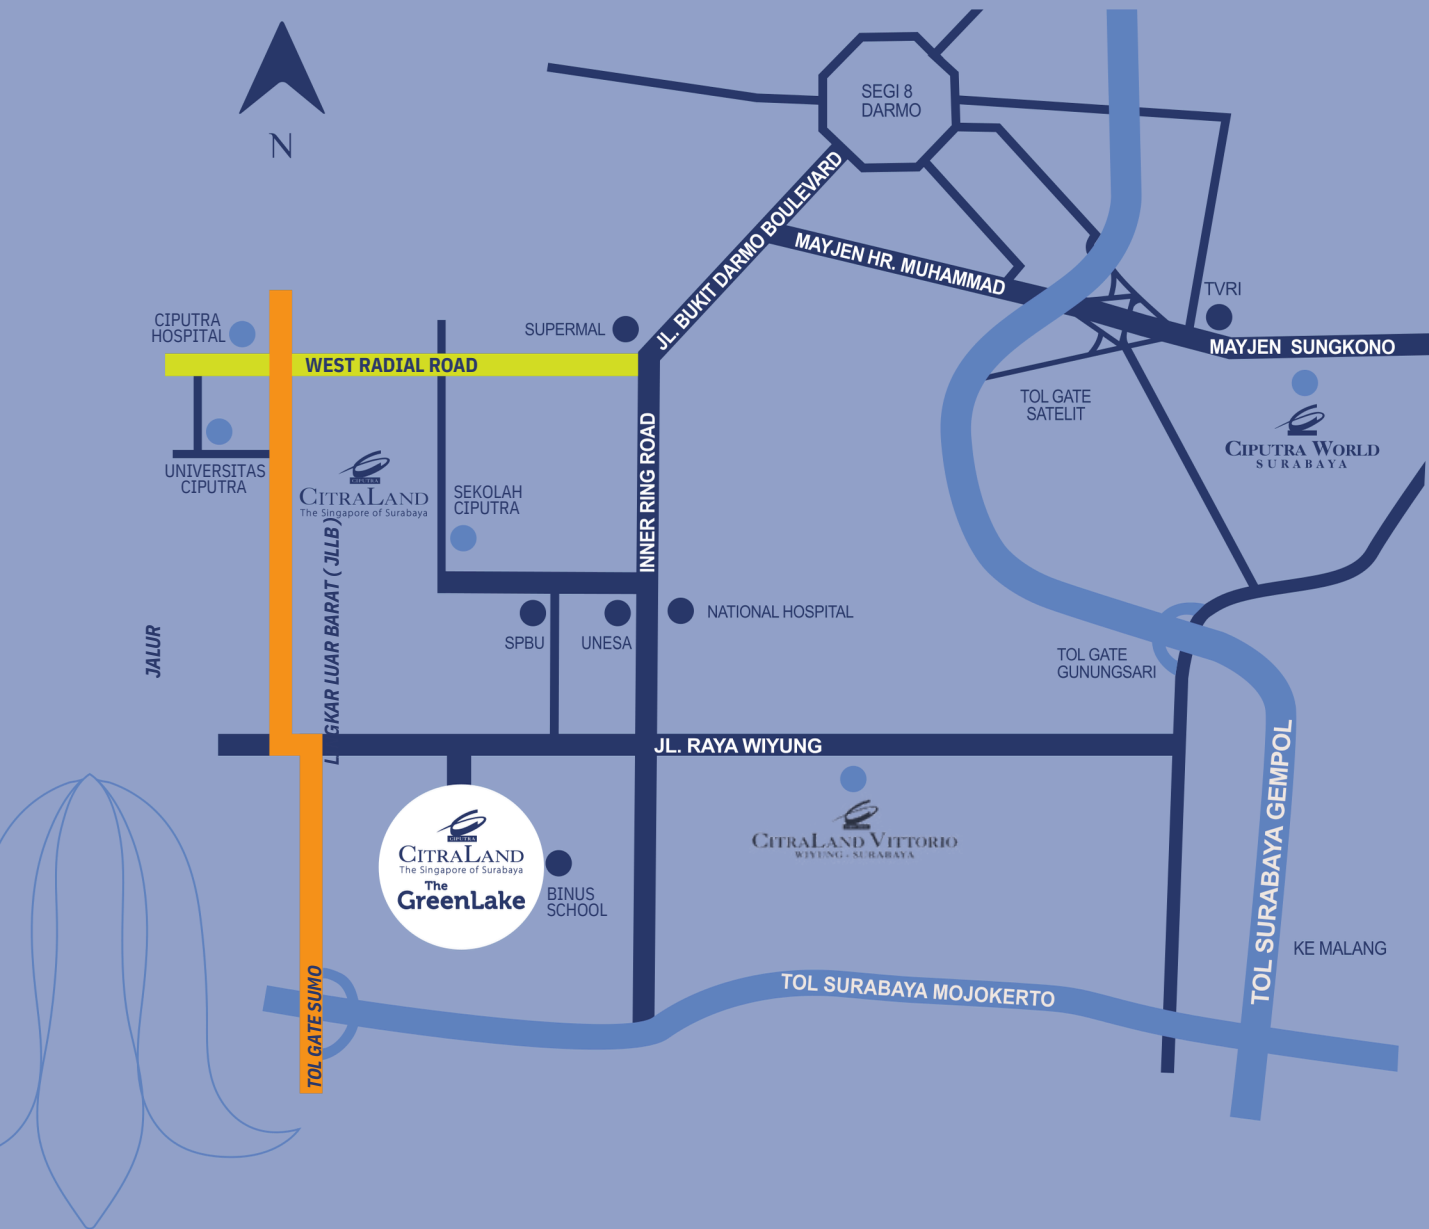 SEGI 8
DARMO
N
JL. BUKIT DARMO BOULEVARD
MAYJEN HR. MUHAMMAD
TVRI
CIPUTRA
HOSPITAL
SUPERMAL
MAYJEN SUNGKONO
WEST RADIAL ROAD
TOL GATE
SATELIT
CIPUTRA WORLD
SURABAYA
INNER RING ROAD
UNIVERSITAS
CIPUTRA
CIPUTRA
CITRALAND
The Singapore of Surabaya
SEKOLAH
CIPUTRA
JALUR
GKAR LUAR BARAT ( JLLB )
SPBU
UNESA
NATIONAL HOSPITAL
TOL GATE
GUNUNGSARI
JL. RAYA WIYUNG
TOL SURABAYA GEMPOL
CIPUTRA
CITRALAND
The Singapore of Surabaya
The
GreenLake
BINUS
SCHOOL
CITRALAND VITTORIO
WIYUNG - SURABAYA
KE MALANG
TOL GATE SUMO
TOL SURABAYA MOJOKERTO